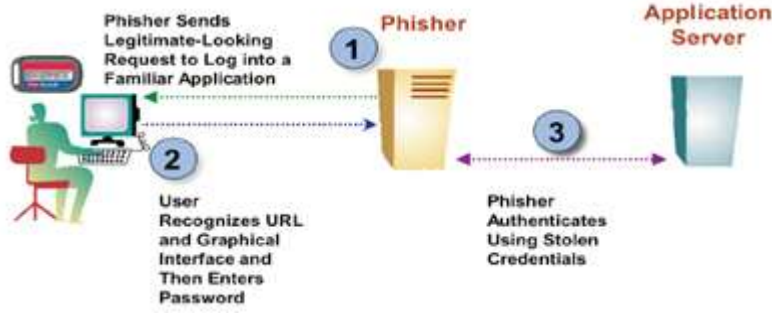 Phisher Sends
Legitimate-Looking
Request to Log into a
Familiar Application
1
Phisher
Application
Server
2
User
Recognizes URL
and Graphical
Interface and
Then Enters
Password
3
Phisher
Authenticates
Using Stolen
Credentials